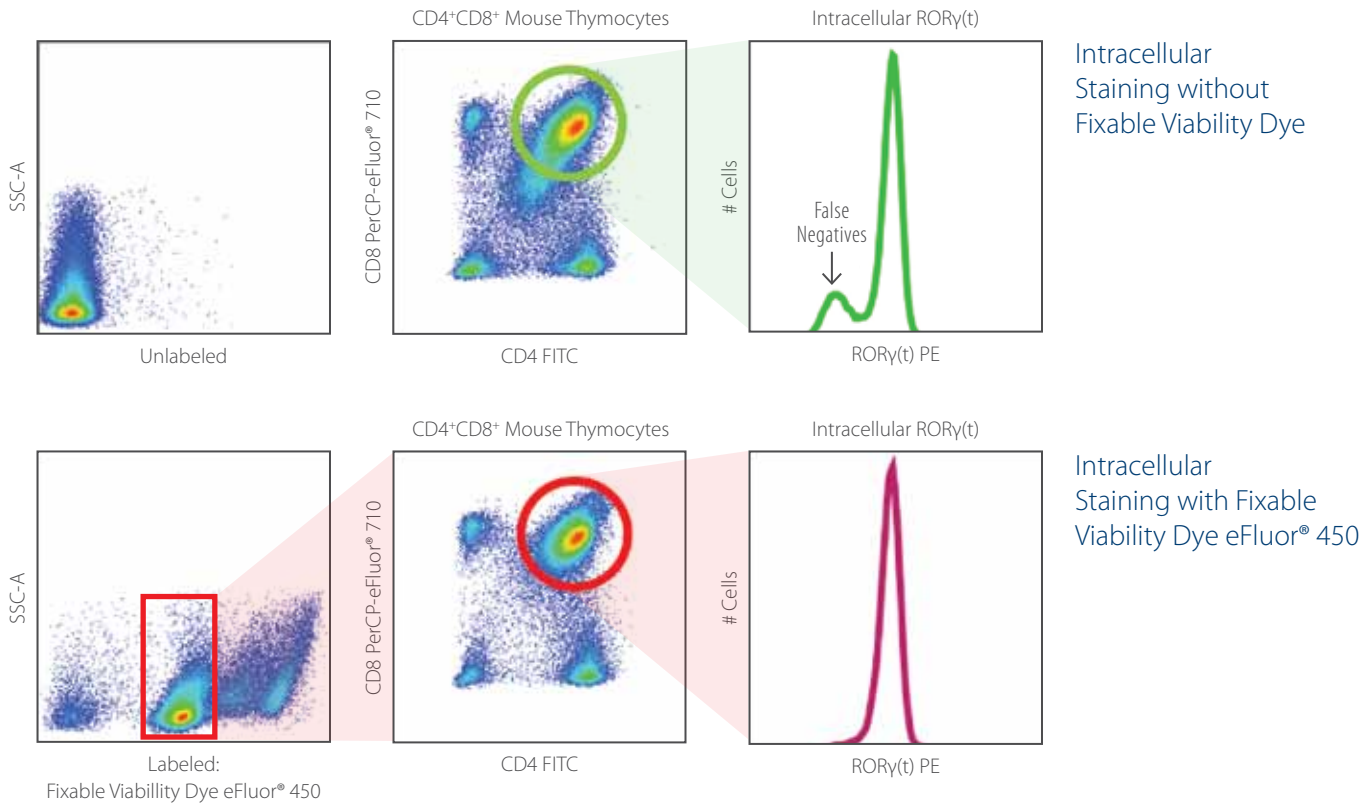 CD4⁺CD8⁺ Mouse Thymocytes
Intracellular RORγ(t)
Intracellular
Staining without
Fixable Viability Dye
SSC-A
CD8 PerCP-eFluor® 710
# Cells
False
Negatives
Unlabeled
CD4 FITC
RORγ(t) PE
CD4⁺CD8⁺ Mouse Thymocytes
Intracellular RORγ(t)
Intracellular
Staining with Fixable
Viability Dye eFluor® 450
SSC-A
CD8 PerCP-eFluor® 710
# Cells
Labeled:
Fixable Viabillity Dye eFluor® 450
CD4 FITC
RORγ(t) PE